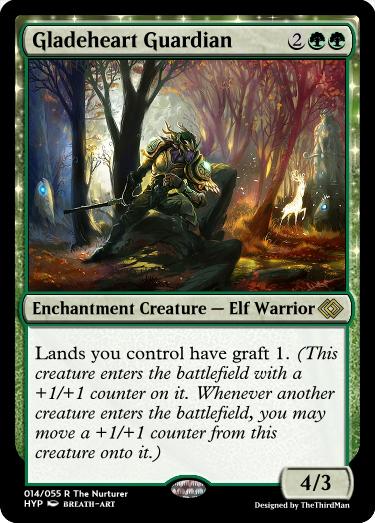 Gladeheart Guardian 2
Enchantment Creature — Elf Warrior
Lands you control have graft 1. (This
creature enters the battlefield with a
+1/+1 counter on it. Whenever another
creature enters the battlefield, you may
move a +1/+1 counter from this
creature onto it.)
4/3
014/055 R The Nurturer
HYP BREATH-ART
Designed by TheThirdMan